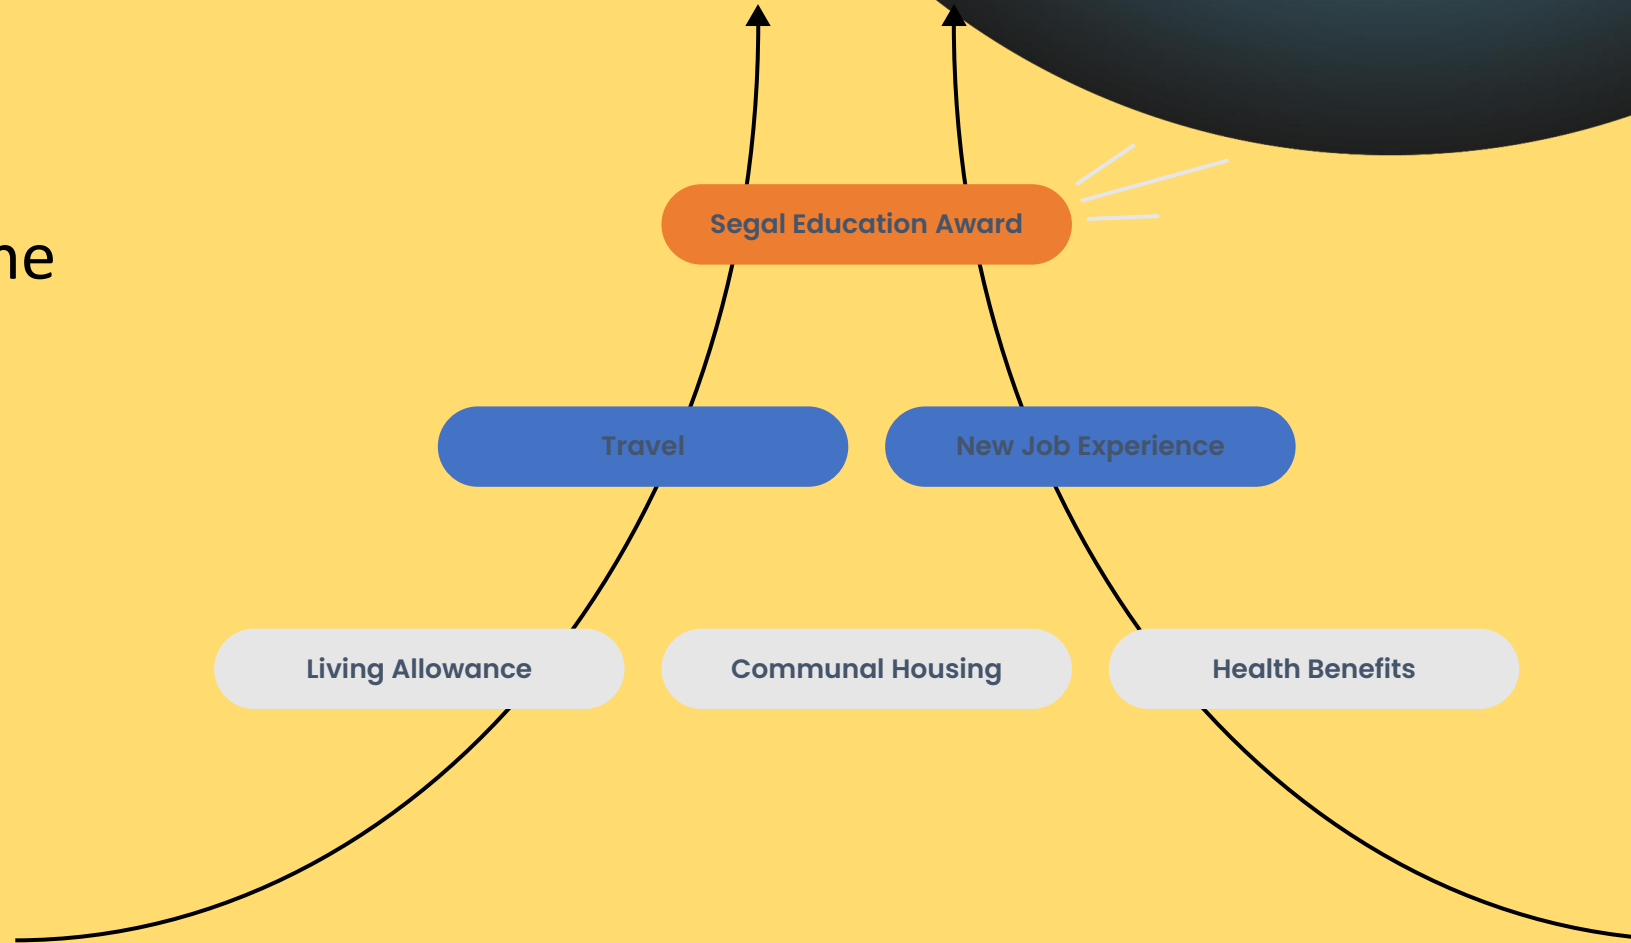 Segal Education Award
ne
Travel
New Job Experience
Living Allowance
Communal Housing
Health Benefits